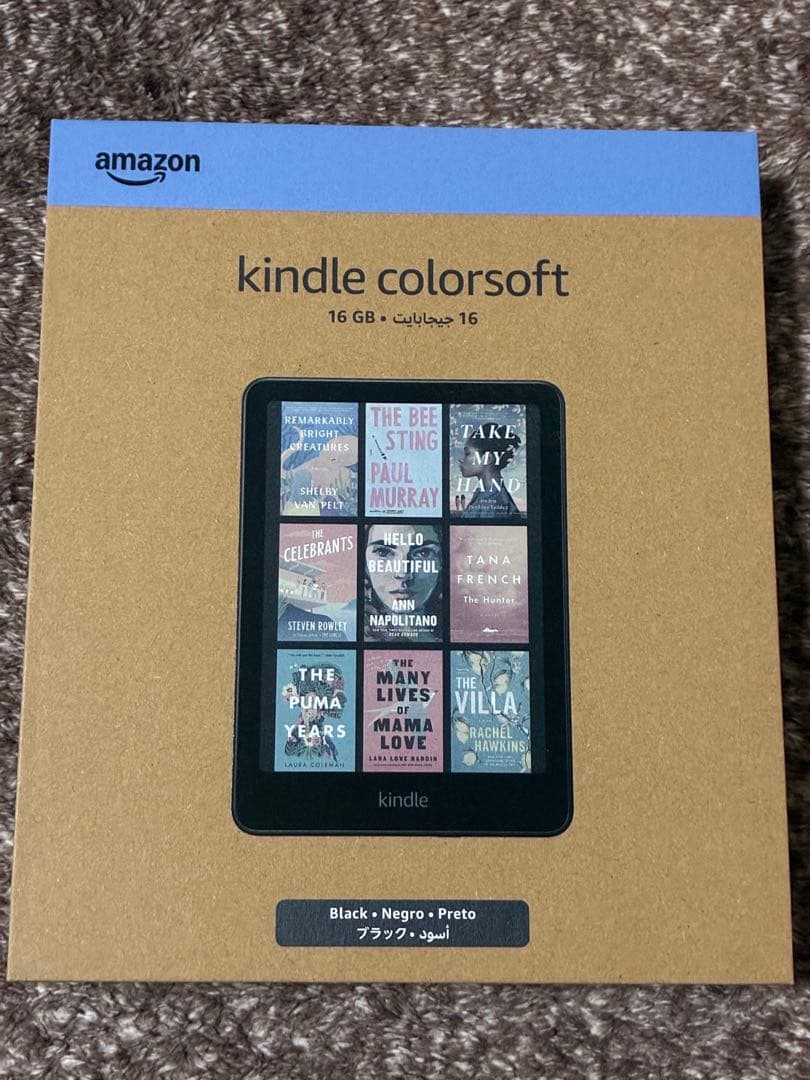 amazon
kindle colorsoft
16 GB • 16 جيجابايت
REMARKABLY
BRIGHT
CREATURES
SHELBY
VAN PELT
THE BEE
STING
PAUL
MURRAY
TAKE
MY
HAND
THE
CELEBRANTS
STEVEN ROWLEY
HELLO
BEAUTIFUL
ANN
NAPOLITANO
TANA
FRENCH
The Hunter
THE
PUMA
YEARS
LAURA COLEMAN
THE
MANY
LIVES
OF
MAMA
LOVE
LARA LOVE HARDIN
THE
VILLA
RACHEL
HAWKINS
kindle
Black • Negro • Preto
ブラック • أسود